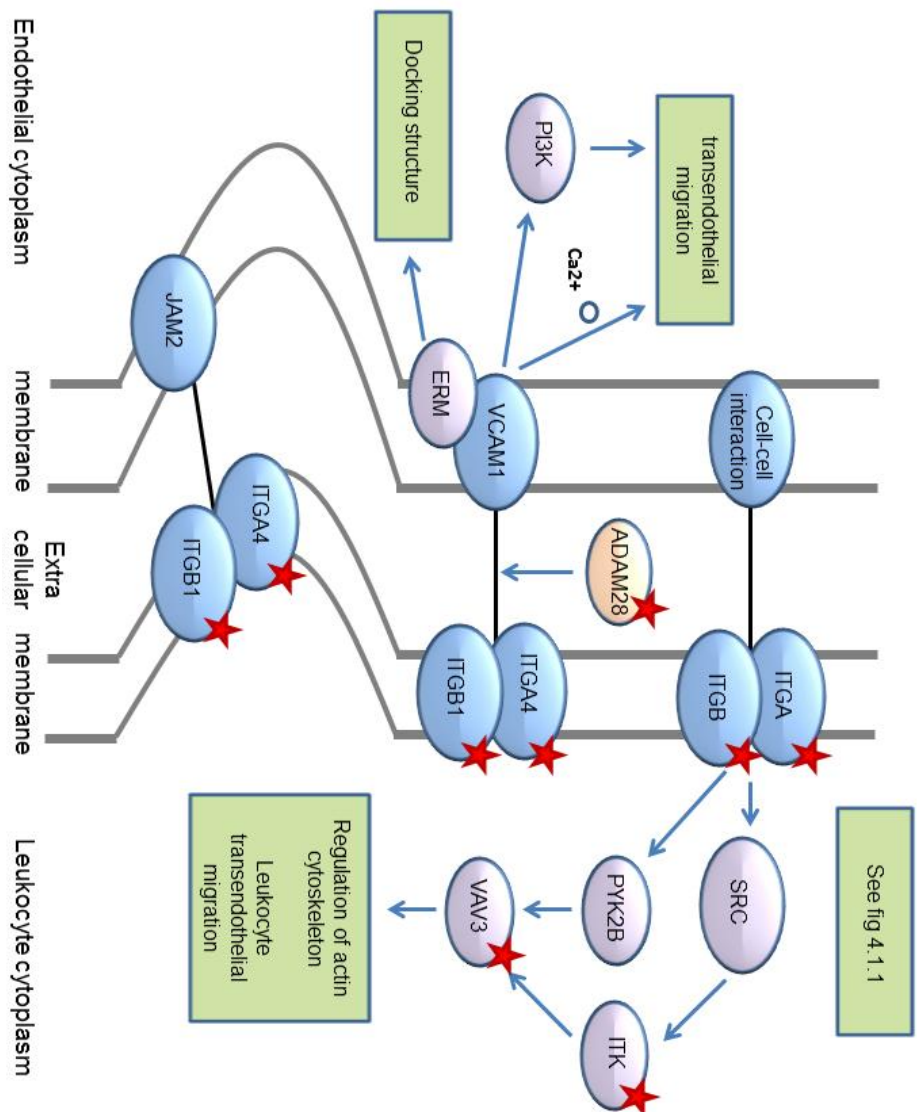 See fig 4.1.1
ITGA
ITGB
Cell-cell
interaction
SRC
transendothelial
migration
ADAM28
ITK
PI3K
Ca2+
PYK2B
VCAM1
ITGA4
ITGB1
ERM
VAV3
Docking structure
Regulation of actin
cytoskeleton
Leukocyte
transendothelial
migration
JAM2
ITGA4
ITGB1
Endothelial cytoplasm
membrane
Extra
cellular
membrane
Leukocyte cytoplasm